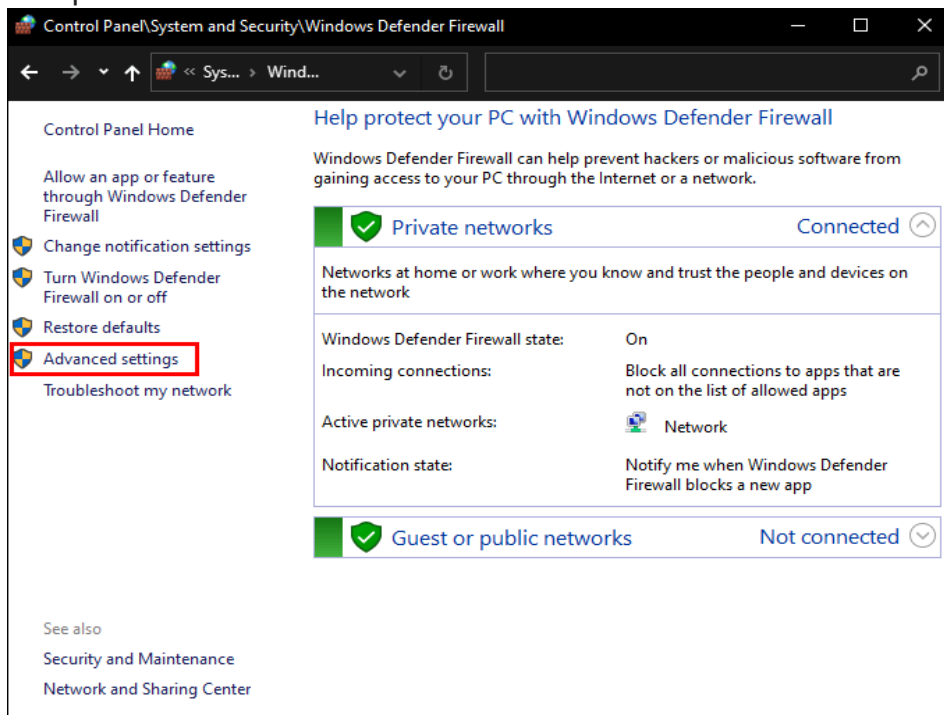 Control Panel\System and Security\Windows Defender Firewall
« Sys... › Wind...
Control Panel Home
Allow an app or feature
through Windows Defender
Firewall
Change notification settings
Turn Windows Defender
Firewall on or off
Restore defaults
Advanced settings
Troubleshoot my network
See also
Security and Maintenance
Network and Sharing Center
Help protect your PC with Windows Defender Firewall
Windows Defender Firewall can help prevent hackers or malicious software from
gaining access to your PC through the Internet or a network.
Private networks Connected
Networks at home or work where you know and trust the people and devices on
the network
Windows Defender Firewall state: On
Incoming connections: Block all connections to apps that are
not on the list of allowed apps
Active private networks: Network
Notification state: Notify me when Windows Defender
Firewall blocks a new app
Guest or public networks Not connected